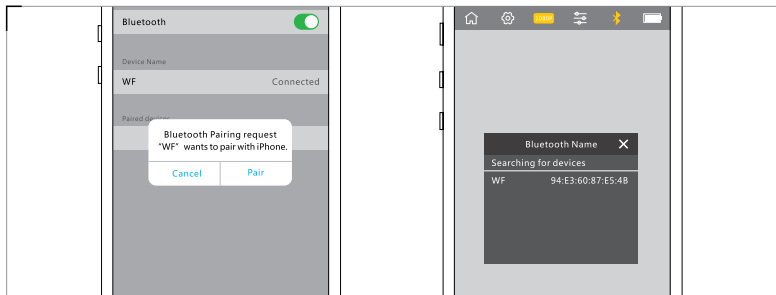 Bluetooth
Device Name
WF Connected
Paired devices
Bluetooth Pairing request
“WF” wants to pair with iPhone.
Cancel Pair
1080P
Bluetooth Name
Searching for devices
WF 94:E3:60:87:E5:4B